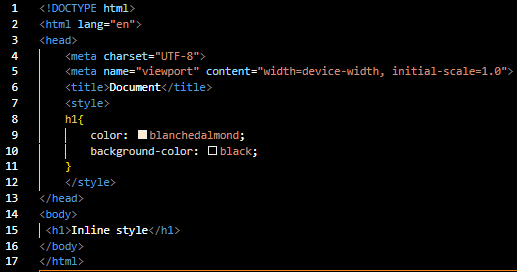 1 <!DOCTYPE html>
2 <html lang="en">
3 <head>
4     <meta charset="UTF-8">
5     <meta name="viewport" content="width=device-width, initial-scale=1.0">
6     <title>Document</title>
7     <style>
8     h1{
9         color: blanchedalmond;
10         background-color: black;
11     }
12     </style>
13 </head>
14 <body>
15  <h1>Inline style</h1>
16 </body>
17 </html>